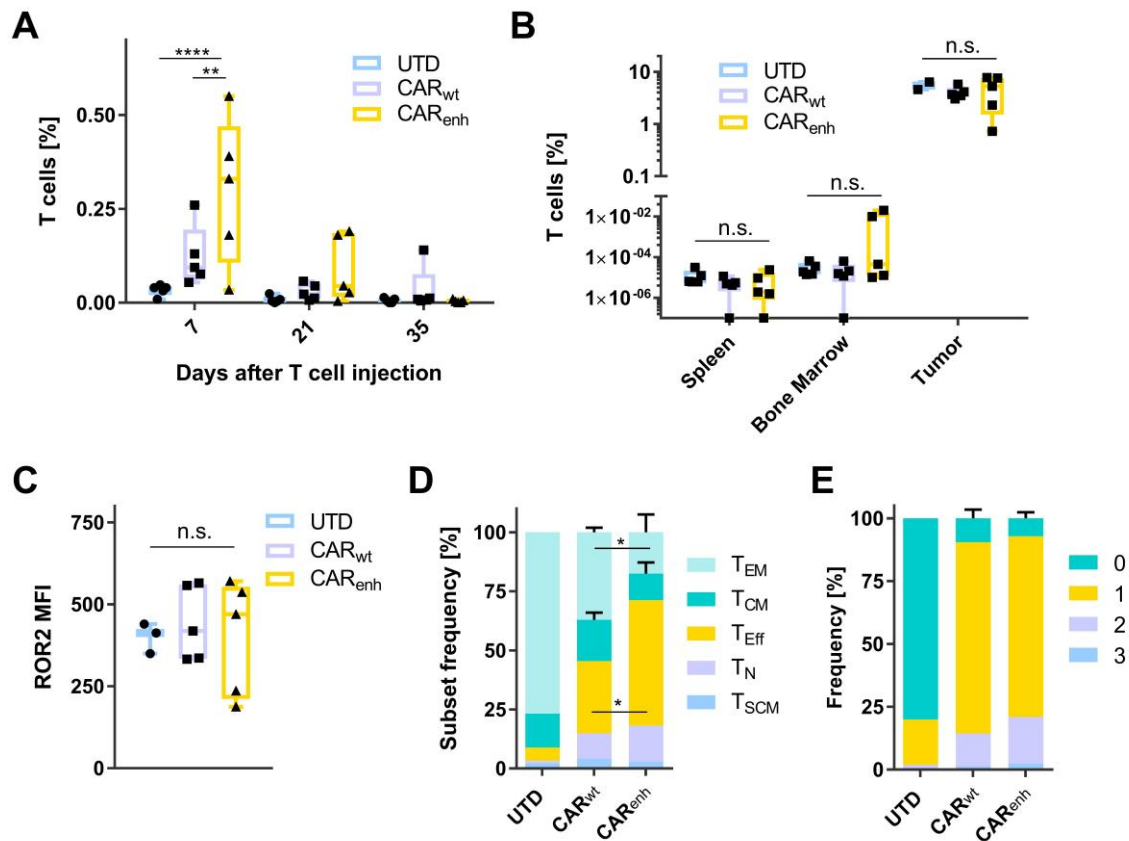 A
T cells [%]
0.50
0.25
0.00
****
**
UTD
CARwt
CARenh
7
21
35
Days after T cell injection
B
T cells [%]
10
1
0.1
1×10-02
1×10-04
1×10-06
UTD
CARwt
CARenh
n.s.
n.s.
n.s.
Spleen
Bone Marrow
Tumor
C
ROR2 MFI
750
500
250
0
n.s.
UTD
CARwt
CARenh
D
Subset frequency [%]
100
75
50
25
0
*
*
TEM
TCM
TEff
TN
TSCM
UTD
CARwt
CARenh
E
Frequency [%]
100
75
50
25
0
0
1
2
3
UTD
CARwt
CARenh